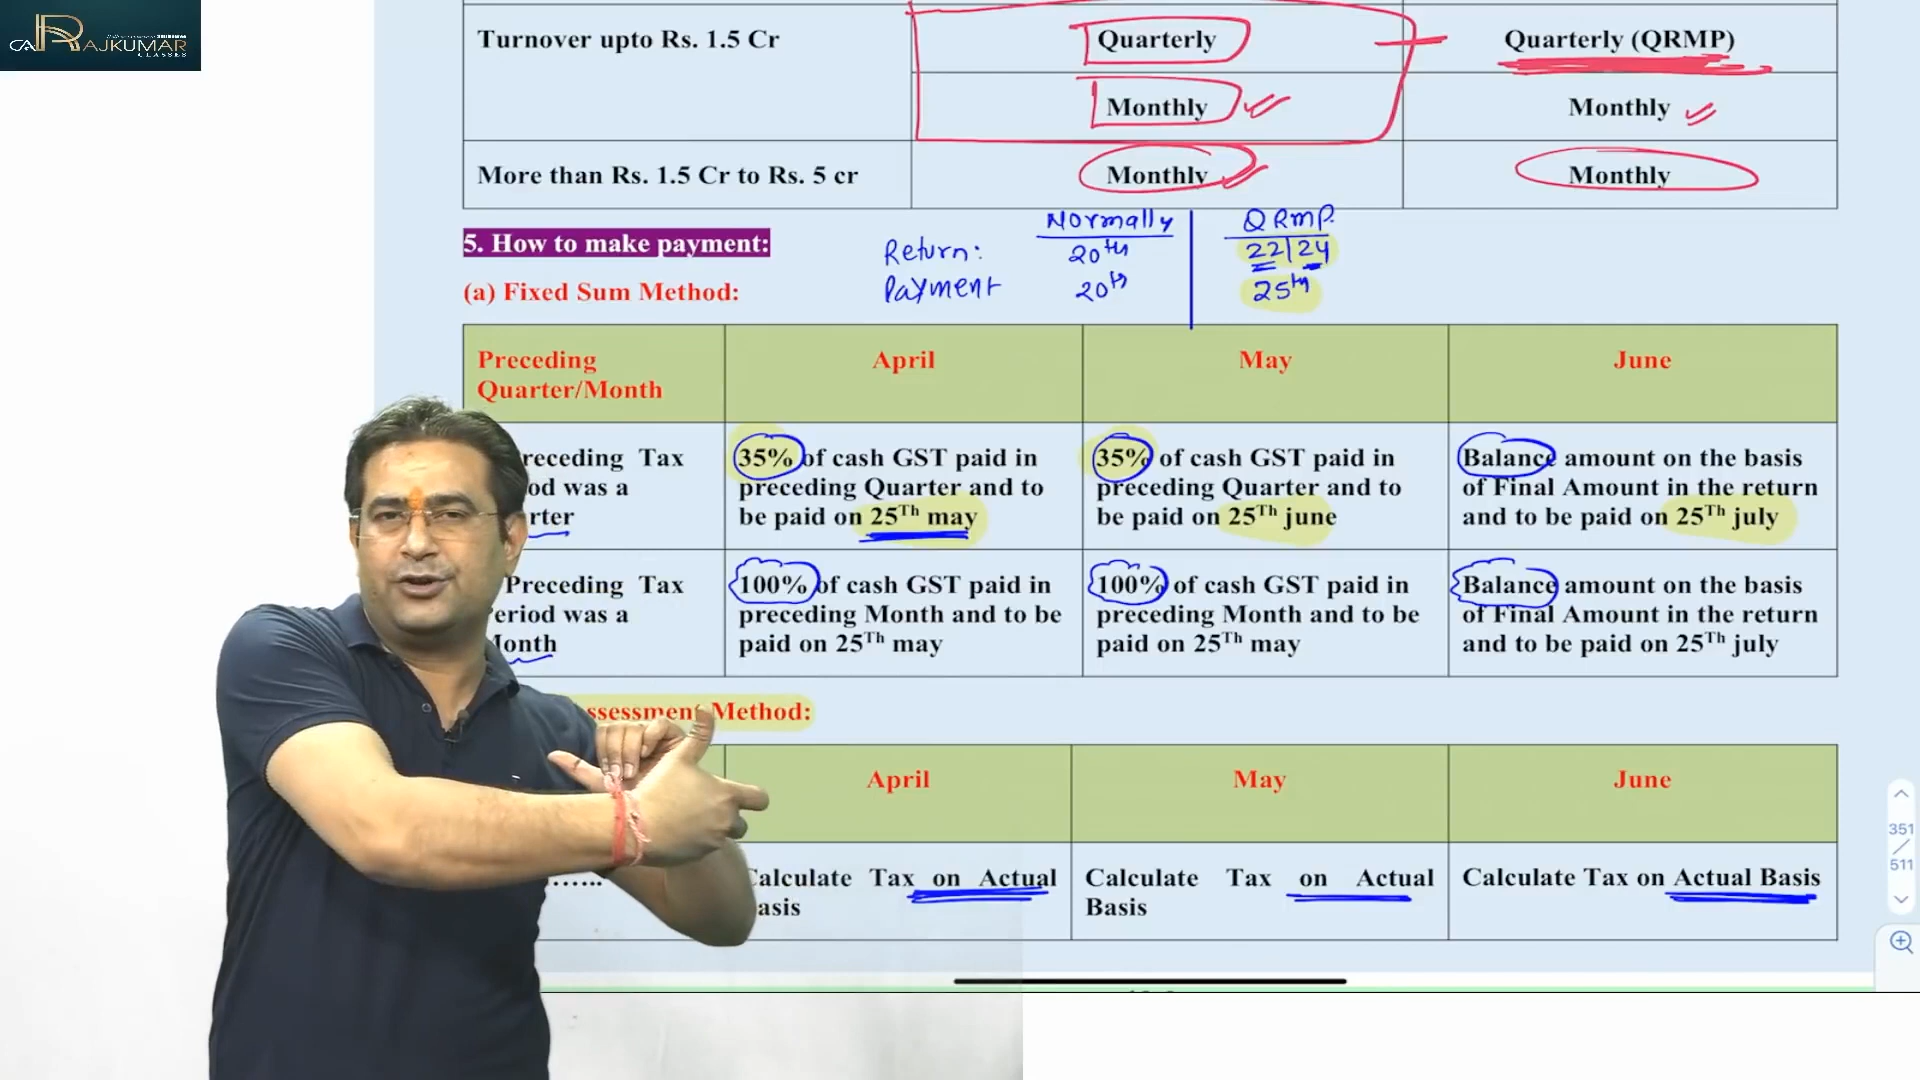 CA RAJKUMAR
CLASSES
Turnover upto Rs. 1.5 Cr
Quarterly
Quarterly (QRMP)
Monthly
Monthly
More than Rs. 1.5 Cr to Rs. 5 cr
Monthly
Monthly
Normally
QRMP.
5. How to make payment:
Return:
20th
22/24
(a) Fixed Sum Method:
Payment
20th
25th
Preceding
Quarter/Month
April
May
June
receding Tax
od was a
rter
35% of cash GST paid in
preceding Quarter and to
be paid on 25Th may
35% of cash GST paid in
preceding Quarter and to
be paid on 25Th june
Balance amount on the basis
of Final Amount in the return
and to be paid on 25Th july
Preceding Tax
eriod was a
onth
100% of cash GST paid in
preceding Month and to be
paid on 25Th may
100% of cash GST paid in
preceding Month and to be
paid on 25Th may
Balance amount on the basis
of Final Amount in the return
and to be paid on 25Th july
ssessment Method:
April
May
June
......
alculate Tax on Actual
asis
Calculate Tax on Actual
Basis
Calculate Tax on Actual Basis
351
/
511